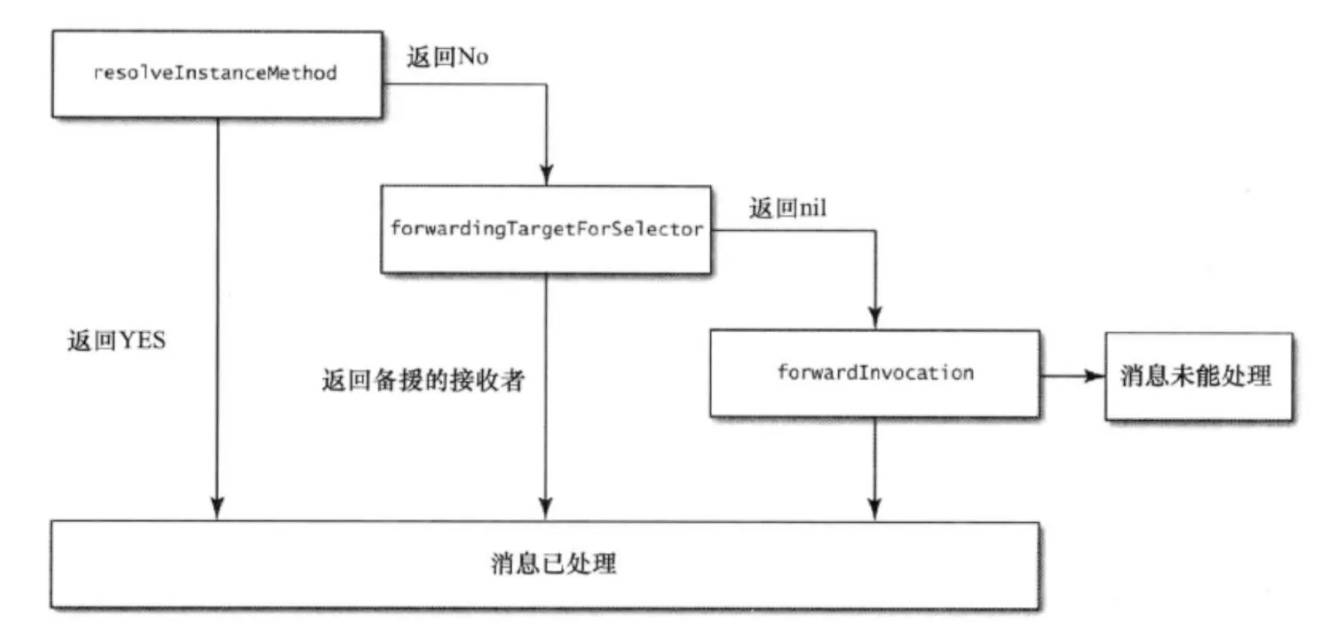 resolveInstanceMethod
返回No
forwardingTargetForSelector
返回nil
返回YES
返回备援的接收者
forwardInvocation
消息未能处理
消息已处理